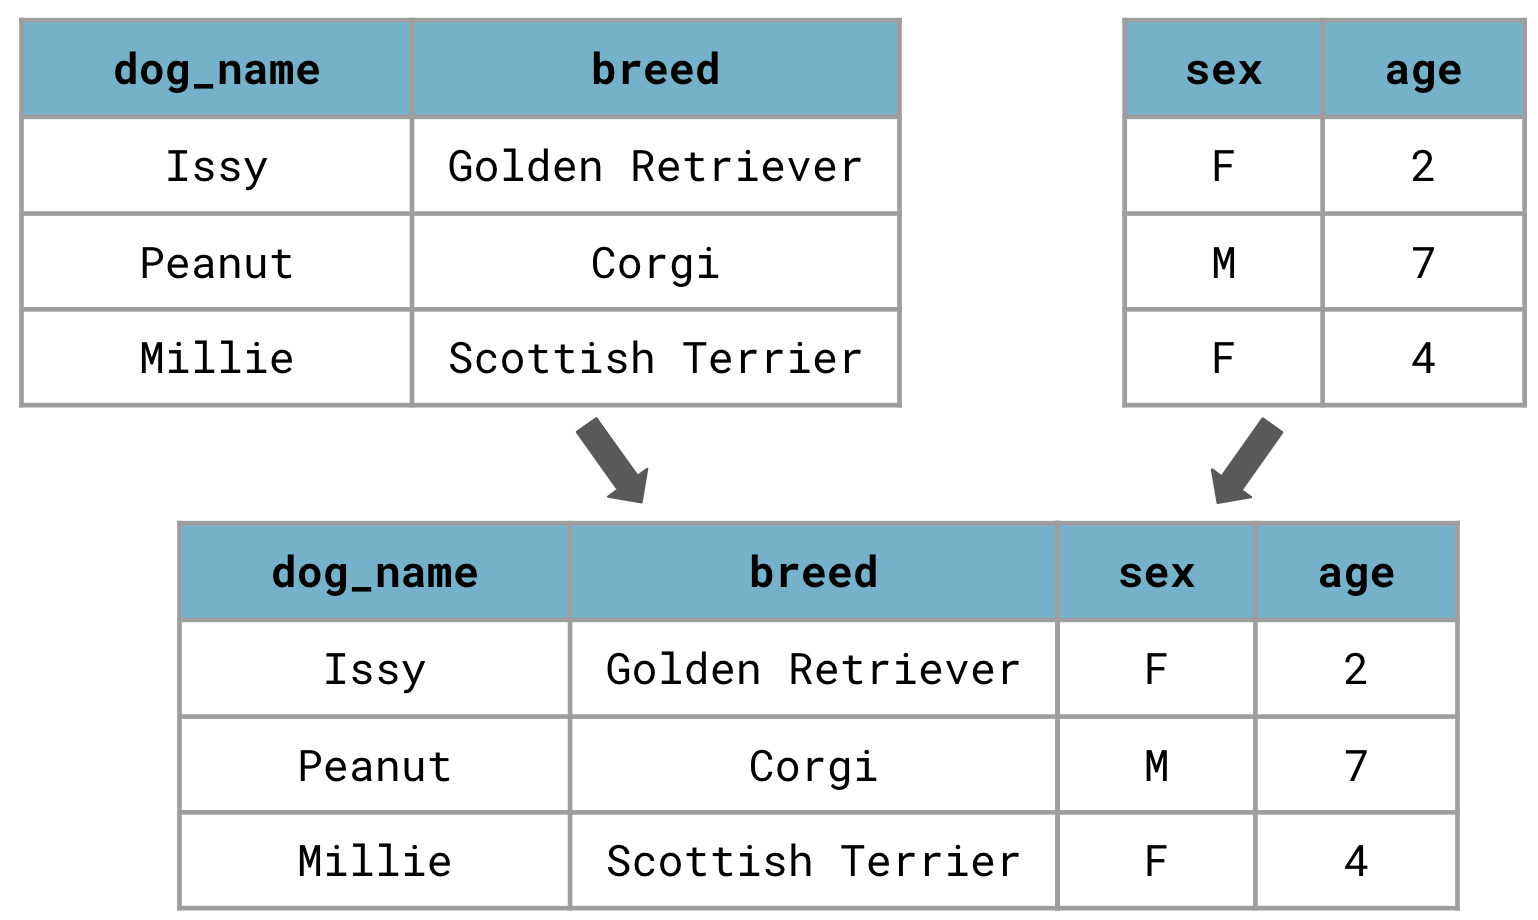 dog_name breed
Issy Golden Retriever
Peanut Corgi
Millie Scottish Terrier
sex age
F 2
M 7
F 4
dog_name breed sex age
Issy Golden Retriever F 2
Peanut Corgi M 7
Millie Scottish Terrier F 4